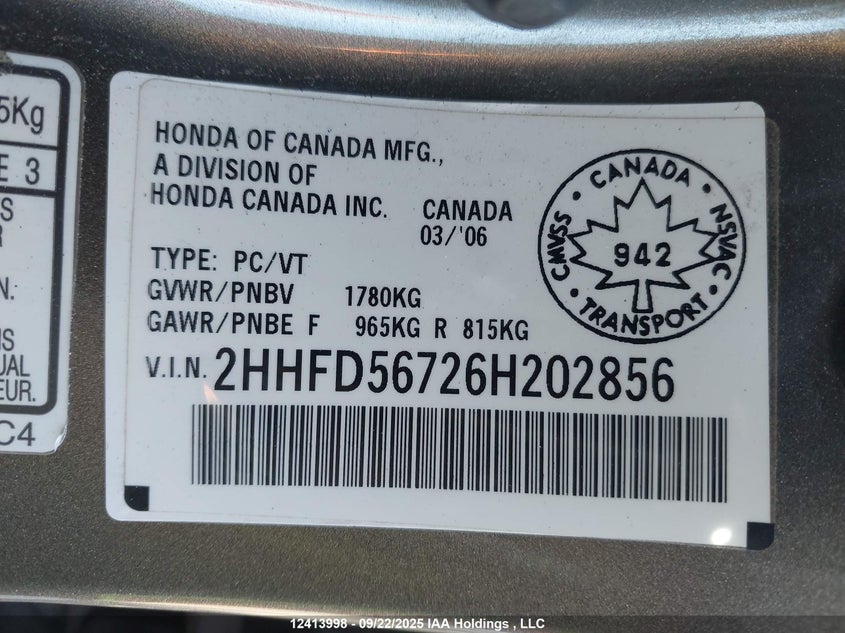 5Kg
E 3
S
R
N:
NS
UAL
EUR.
C4
HONDA OF CANADA MFG.,
A DIVISION OF
HONDA CANADA INC. CANADA
03/'06
TYPE: PC/VT
GVWR/PNBV 1780KG
GAWR/PNBE F 965KG R 815KG
V.I.N. 2HHFD56726H202856
CANADA
CMVSS NSVAC
942
TRANSPORT
12413998 - 09/22/2025 IAA Holdings , LLC